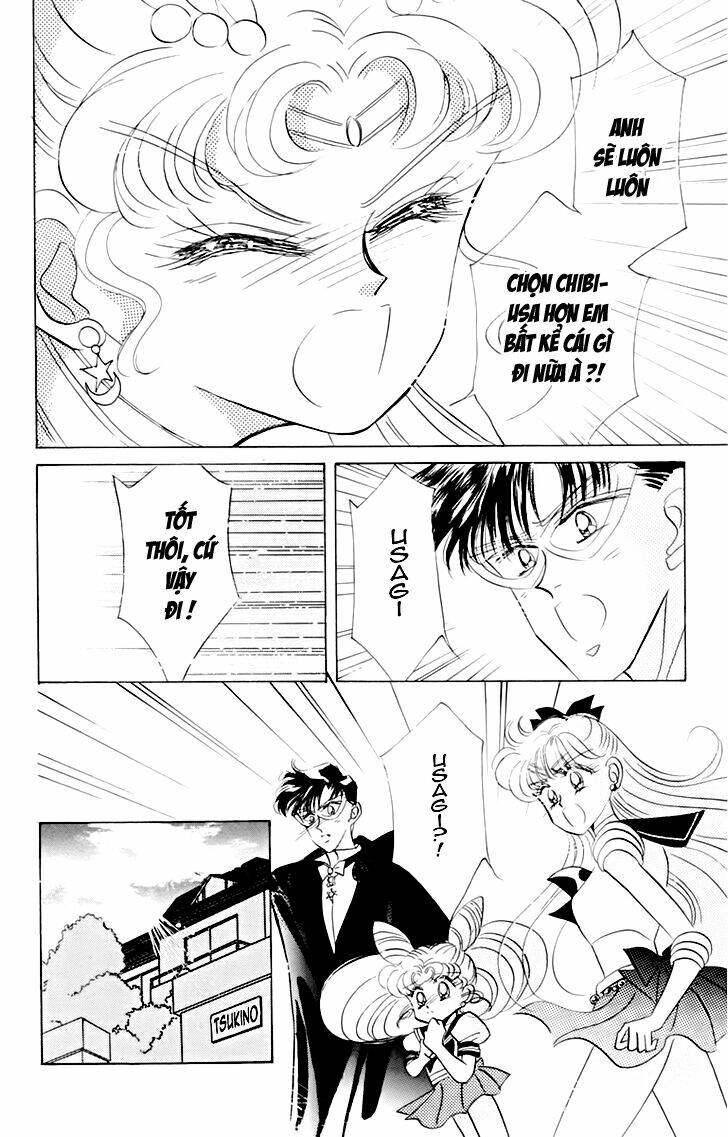 ANH
SẼ LUÔN
LUÔN
CHỌN CHIBI-
USA HƠN EM
BẤT KỂ CÁI GÌ
ĐI NỮA À ?!
USAGI
TỐT
THÔI, CỨ
VẬY
ĐI !
USAGI?!
TSUKINO